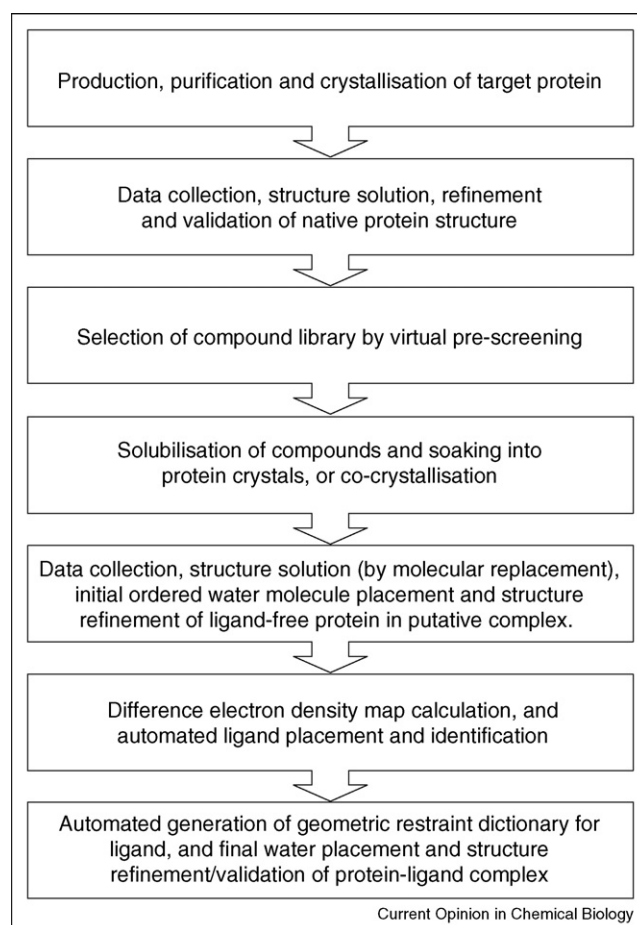 Production, purification and crystallisation of target protein
Data collection, structure solution, refinement
and validation of native protein structure
Selection of compound library by virtual pre-screening
Solubilisation of compounds and soaking into
protein crystals, or co-crystallisation
Data collection, structure solution (by molecular replacement),
initial ordered water molecule placement and structure
refinement of ligand-free protein in putative complex.
Difference electron density map calculation, and
automated ligand placement and identification
Automated generation of geometric restraint dictionary for
ligand, and final water placement and structure
refinement/validation of protein-ligand complex
Current Opinion in Chemical Biology